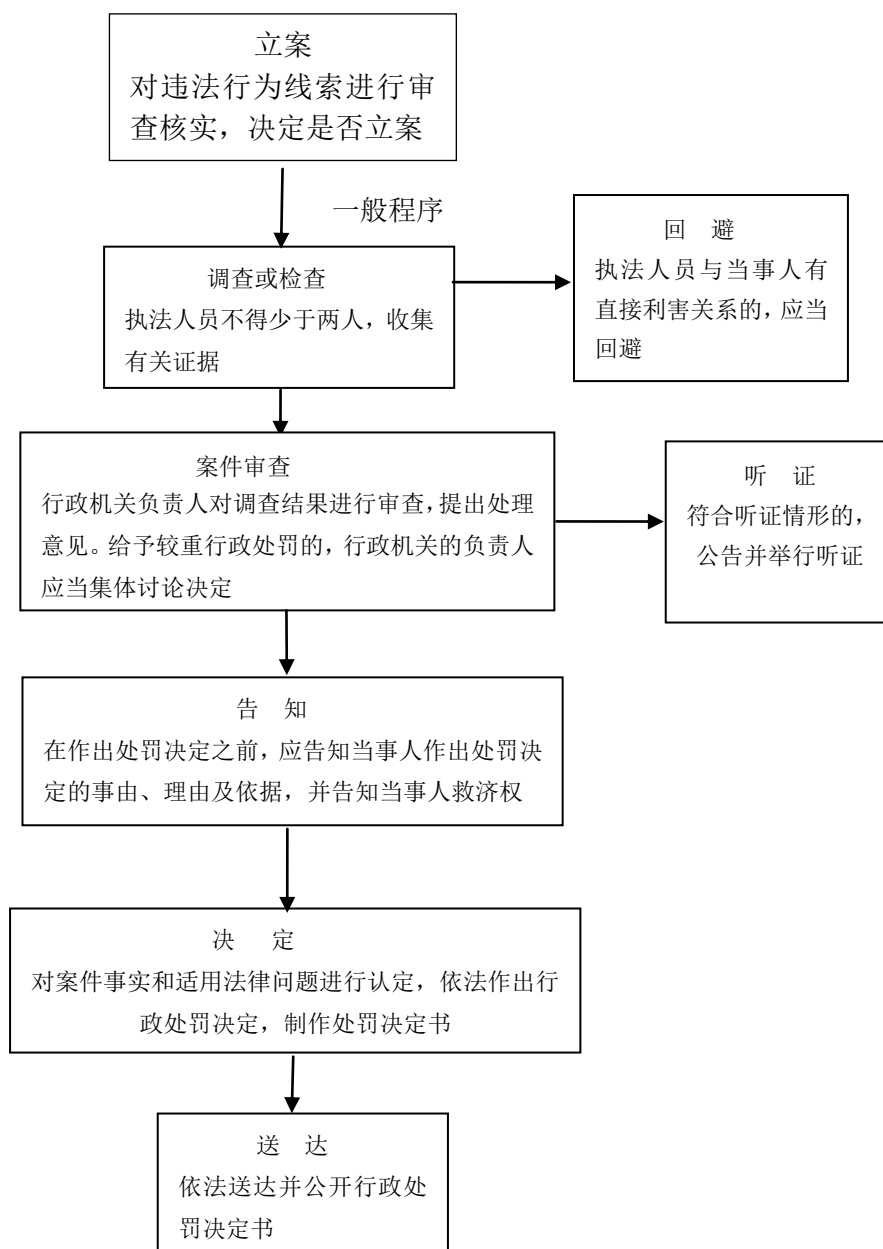 立案
对违法行为线索进行审
查核实，决定是否立案
一般程序
回 避
执法人员与当事人有
直接利害关系的，应当
回避
调查或检查
执法人员不得少于两人，收集
有关证据
案件审查
行政机关负责人对调查结果进行审查，提出处理
意见。给予较重行政处罚的，行政机关的负责人
应当集体讨论决定
听 证
符合听证情形的，
公告并举行听证
告 知
在作出处罚决定之前，应告知当事人作出处罚决
定的事由、理由及依据，并告知当事人救济权
决 定
对案件事实和适用法律问题进行认定，依法作出行
政处罚决定，制作处罚决定书
送 达
依法送达并公开行政处
罚决定书